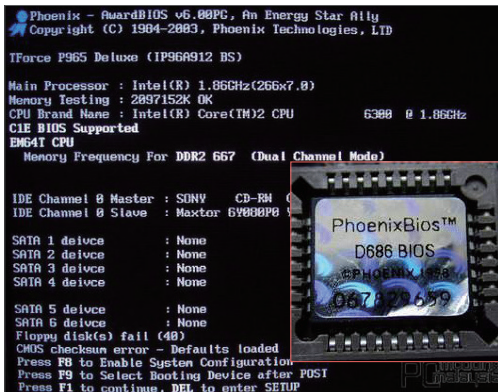 Phoenix - AwardBIOS v6.00PG, An Energy Star Ally
Copyright (C) 1984-2003, Phoenix Technologies, LTD
TForce P965 Deluxe (IP96A912 BS)
Main Processor : Intel(R) 1.86GHz(266x7.0)
Memory Testing : 2097152K OK
CPU Brand Name : Intel(R) Core(TM)2 CPU 6300 @ 1.86GHz
C1E BIOS Supported
EM64T CPU
Memory Frequency For DDR2 667 (Dual Channel Mode)
IDE Channel 0 Master : SONY CD-RW
IDE Channel 0 Slave : Maxtor 6Y080P0
SATA 1 deivce : None
SATA 2 deivce : None
SATA 3 deivce : None
SATA 4 deivce : None
SATA 5 deivce : None
SATA 6 deivce : None
Floppy disk(s) fail (40)
CMOS checksum error - Defaults loaded
Press F8 to Enable System Configuration
Press F9 to Select Booting Device after POST
Press F1 to continue, DEL to enter SETUP
PhoenixBios™
D686 BIOS
©PHOENIX 1998
067829659